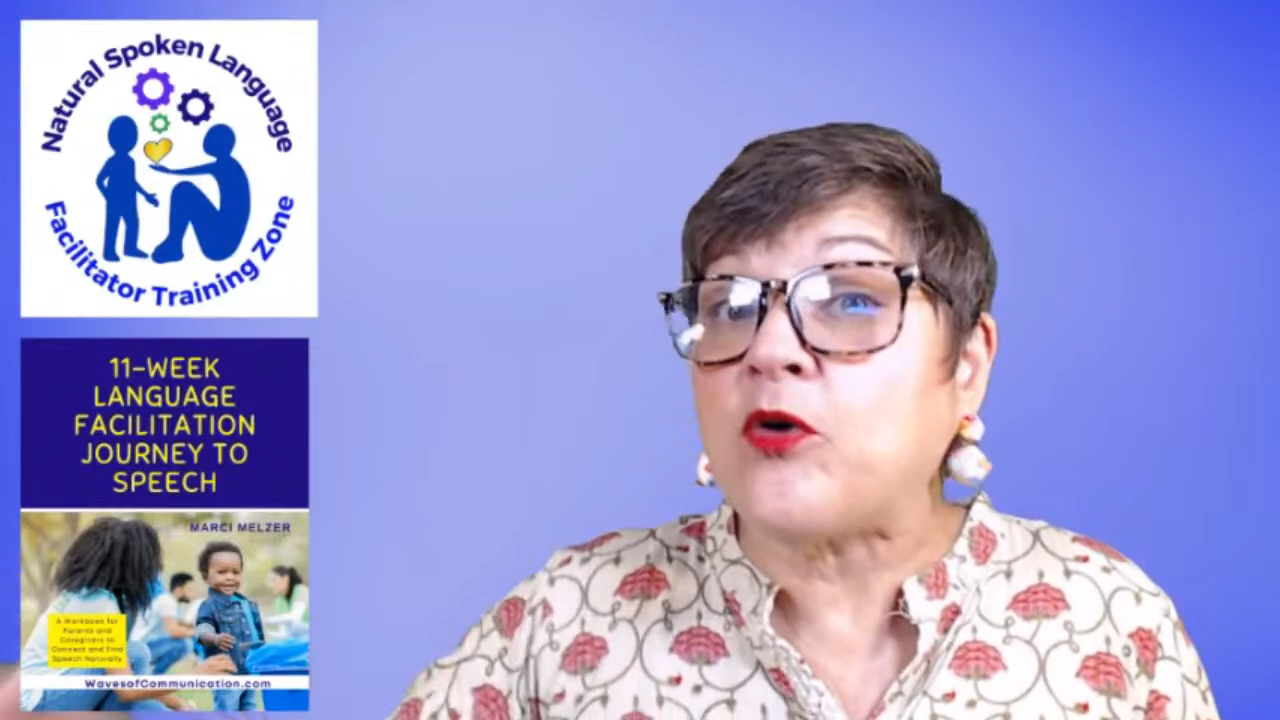 Natural Spoken Language
Facilitator Training Zone
11-WEEK
LANGUAGE
FACILITATION
JOURNEY TO
SPEECH
MARCI MELZER
A Workbook for
Parents and
Caregivers to
Connect and Find
Speech Naturally
WavesofCommunication.com